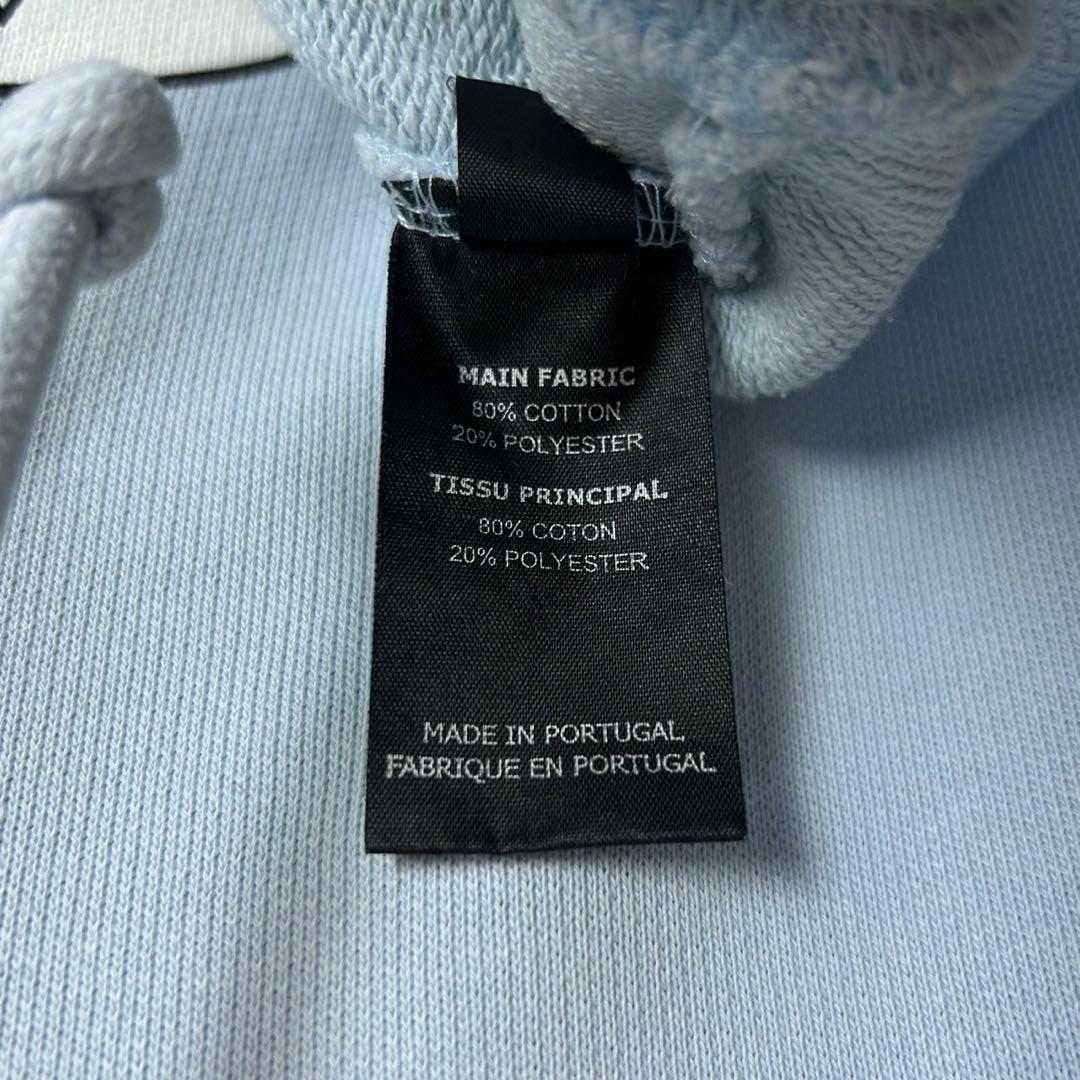 MAIN FABRIC
80% COTTON
20% POLYESTER
TISSU PRINCIPAL
80% COTON
20% POLYESTER
MADE IN PORTUGAL
FABRIQUE EN PORTUGAL